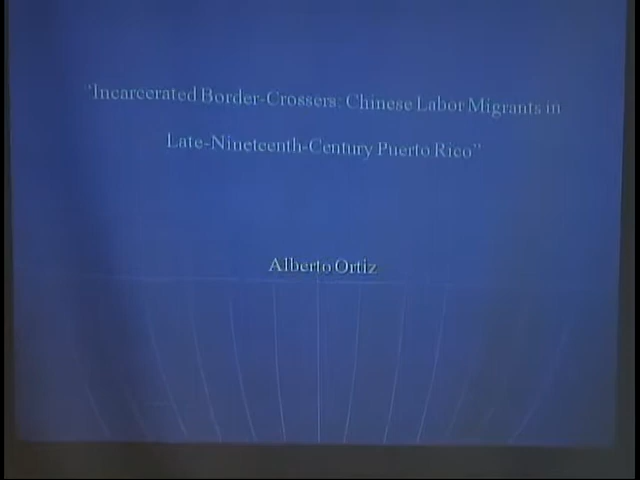 "Incarcerated Border-Crossers: Chinese Labor Migrants in
Late-Nineteenth-Century Puerto Rico"
Alberto Ortiz